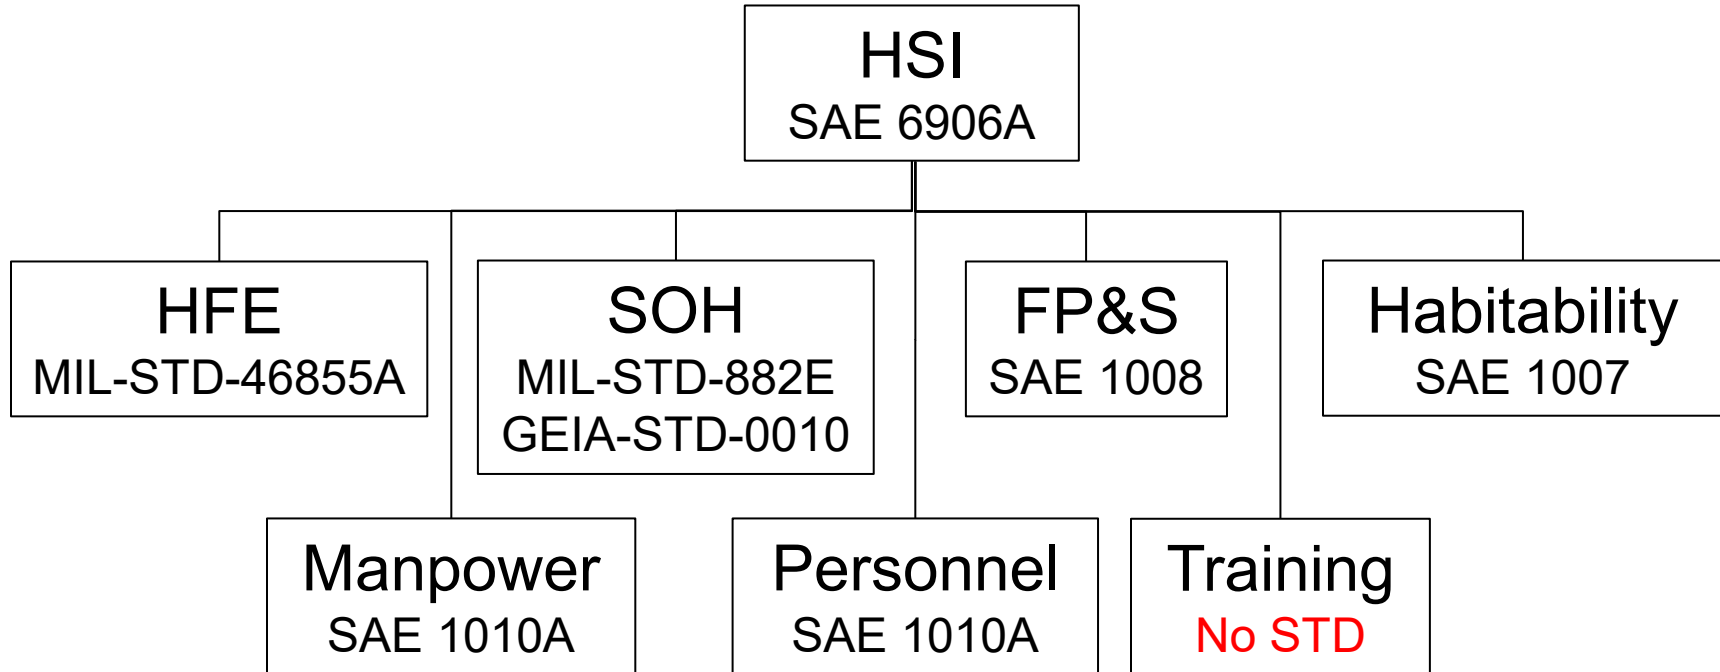 HSI
SAE 6906A
HFE
MIL-STD-46855A
SOH
MIL-STD-882E
GEIA-STD-0010
FP&S
SAE 1008
Habitability
SAE 1007
Manpower
SAE 1010A
Personnel
SAE 1010A
Training
No STD